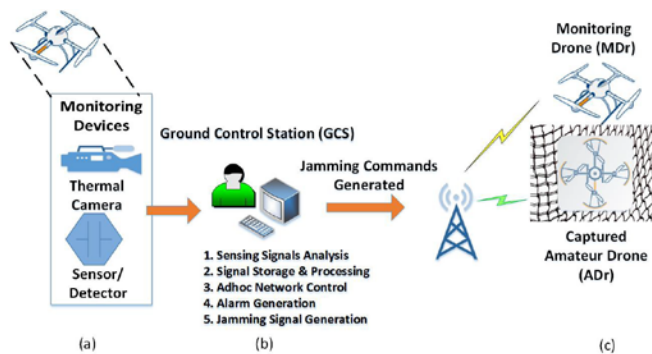 Monitoring
Devices
Thermal
Camera
Sensor/
Detector
(a)
Ground Control Station (GCS)
1. Sensing Signals Analysis
2. Signal Storage & Processing
3. Adhoc Network Control
4. Alarm Generation
5. Jamming Signal Generation
(b)
Jamming Commands
Generated
Monitoring
Drone (MDr)
Captured
Amateur Drone
(ADr)
(c)